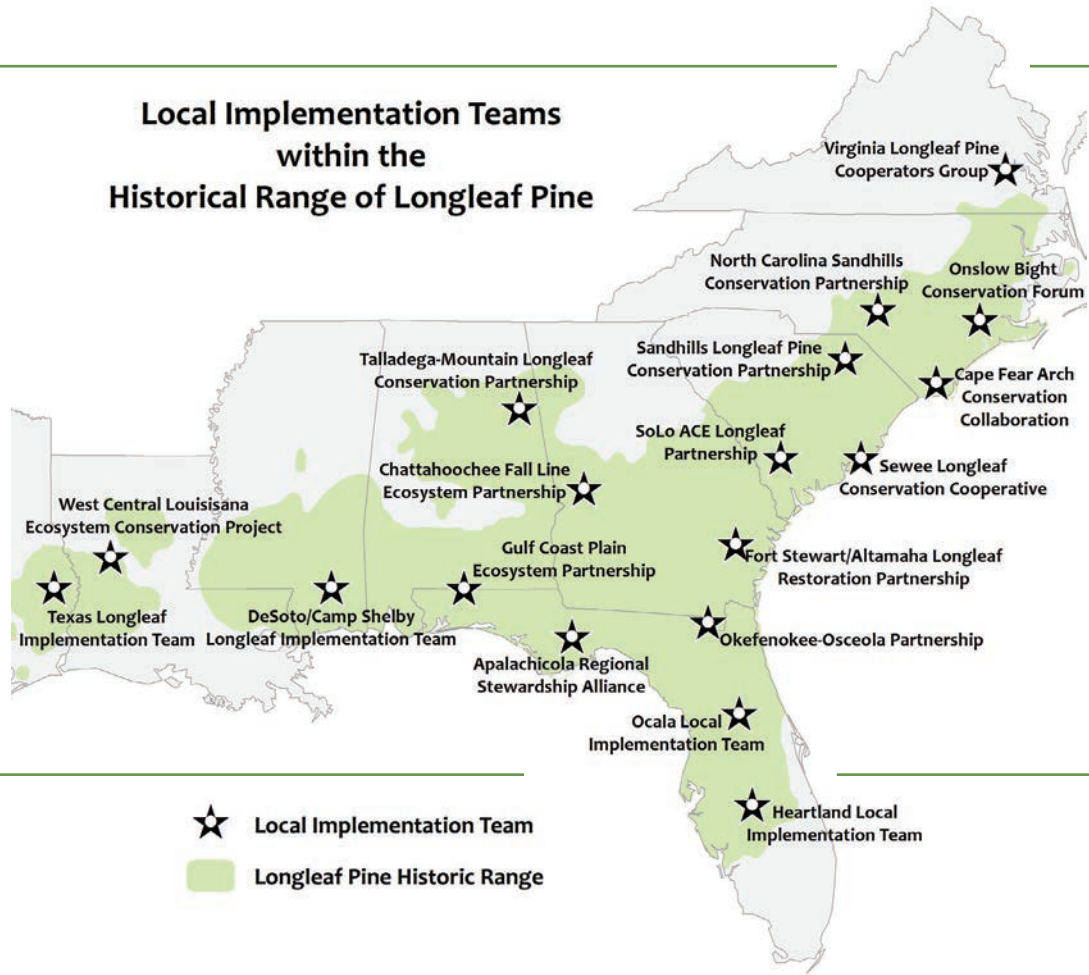 Local Implementation Teams
within the
Historical Range of Longleaf Pine
Virginia Longleaf Pine
Cooperators Group
North Carolina Sandhills
Conservation Partnership
Onslow Bight
Conservation Forum
Talladega-Mountain Longleaf
Conservation Partnership
Sandhills Longleaf Pine
Conservation Partnership
Cape Fear Arch
Conservation
Collaboration
SoLo ACE Longleaf
Partnership
Chattahoochee Fall Line
Ecosystem Partnership
Sewee Longleaf
Conservation Cooperative
West Central Louisisana
Ecosystem Conservation Project
Gulf Coast Plain
Ecosystem Partnership
Fort Stewart/Altamaha Longleaf
Restoration Partnership
Texas Longleaf
Implementation Team
DeSoto/Camp Shelby
Longleaf Implementation Team
Okefenokee-Osceola Partnership
Apalachicola Regional
Stewardship Alliance
Ocala Local
Implementation Team
Heartland Local
Implementation Team
Local Implementation Team
Longleaf Pine Historic Range